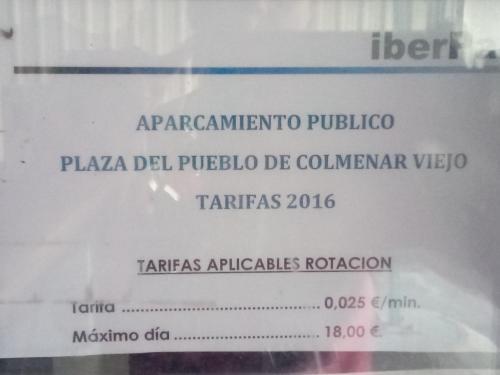 iberPa
APARCAMIENTO PUBLICO
PLAZA DEL PUEBLO DE COLMENAR VIEJO
TARIFAS 2016
TARIFAS APLICABLES ROTACION
Tarifa ................................ 0,025 €/min.
Máximo día ....................... 18,00 €.